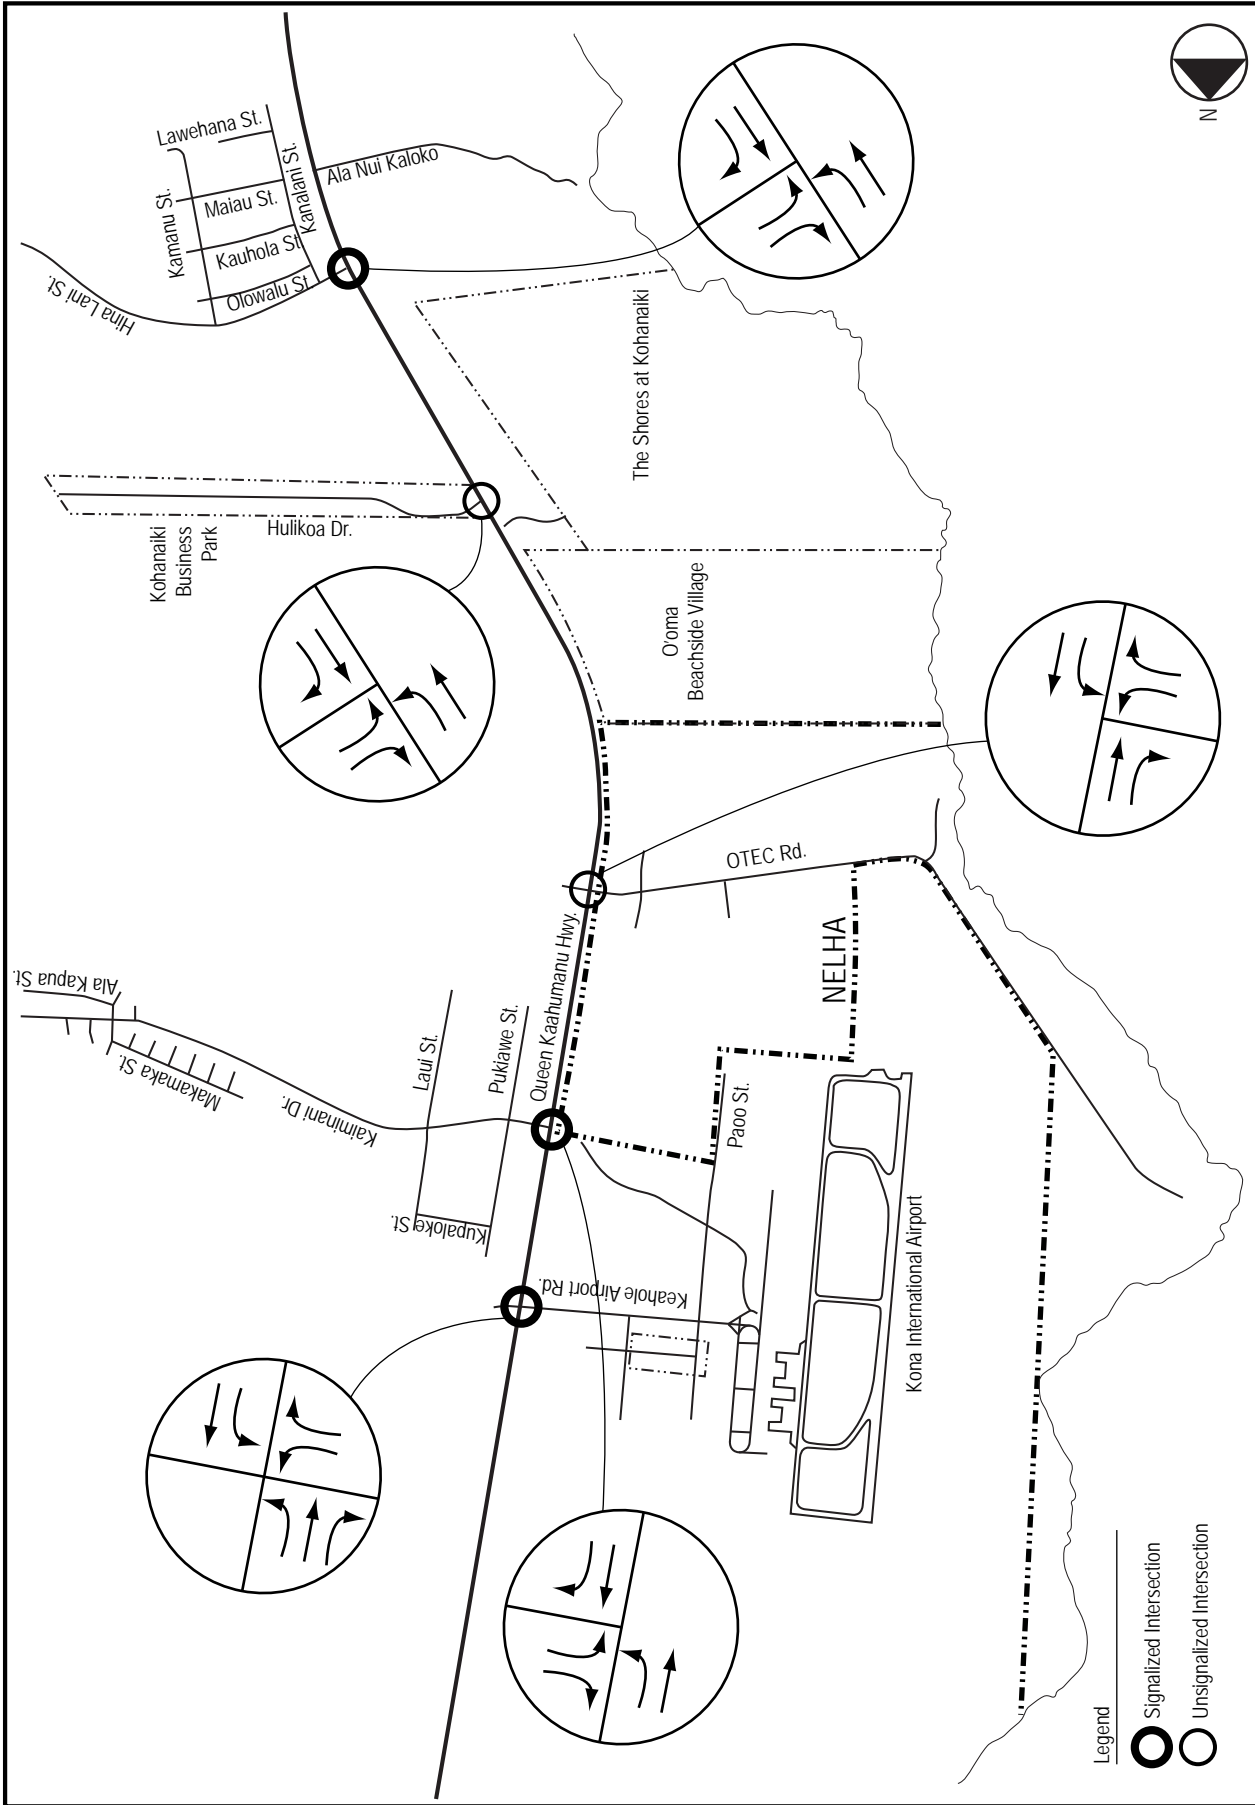 N
Lawehana St.
Kamanu St.
Maiau St.
Kanalani St.
Ala Nui Kaloko
Kauhola St.
Olowalu St.
Hina Lani St.
The Shores at Kohanaiki
Kohanaiki
Business
Park
Hulikoa Dr.
O'oma
Beachside Village
OTEC Rd.
NELHA
Queen Kaahumanu Hwy.
Ala Kapua St.
Makamaka St.
Kaiminani Dr.
Laui St.
Pukiawe St.
Kupaloke St.
Paoo St.
Keahole Airport Rd.
Kona International Airport
Legend
Signalized Intersection
Unsignalized Intersection